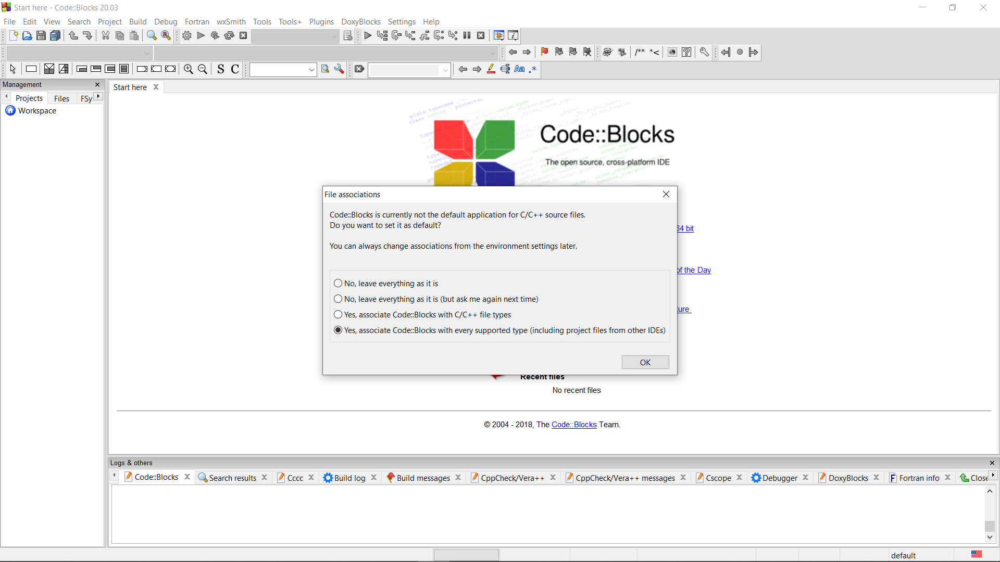 Start here - Code::Blocks 20.03
File Edit View Search Project Build Debug Fortran wxSmith Tools Tools+ Plugins DoxyBlocks Settings Help
/** *<
S C
Aa .*
Management
Projects Files FSy
Workspace
Start here
Code::Blocks
The open source, cross-platform IDE
File associations
Code::Blocks is currently not the default application for C/C++ source files.
Do you want to set it as default?
You can always change associations from the environment settings later.
64 bit
of the Day
ture
No, leave everything as it is
No, leave everything as it is (but ask me again next time)
Yes, associate Code::Blocks with C/C++ file types
Yes, associate Code::Blocks with every supported type (including project files from other IDEs)
OK
Recent files
No recent files
© 2004 - 2018, The Code::Blocks Team.
Logs & others
Code::Blocks Search results Cccc Build log Build messages CppCheck/Vera++ CppCheck/Vera++ messages Cscope Debugger DoxyBlocks Fortran info Close
default